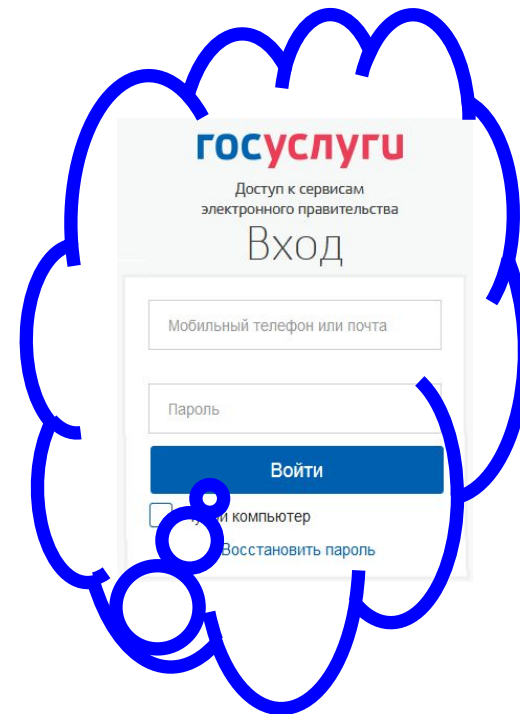 госуслуги
Доступ к сервисам
электронного правительства
Вход
Мобильный телефон или почта
Пароль
Войти
компьютер
Восстановить пароль